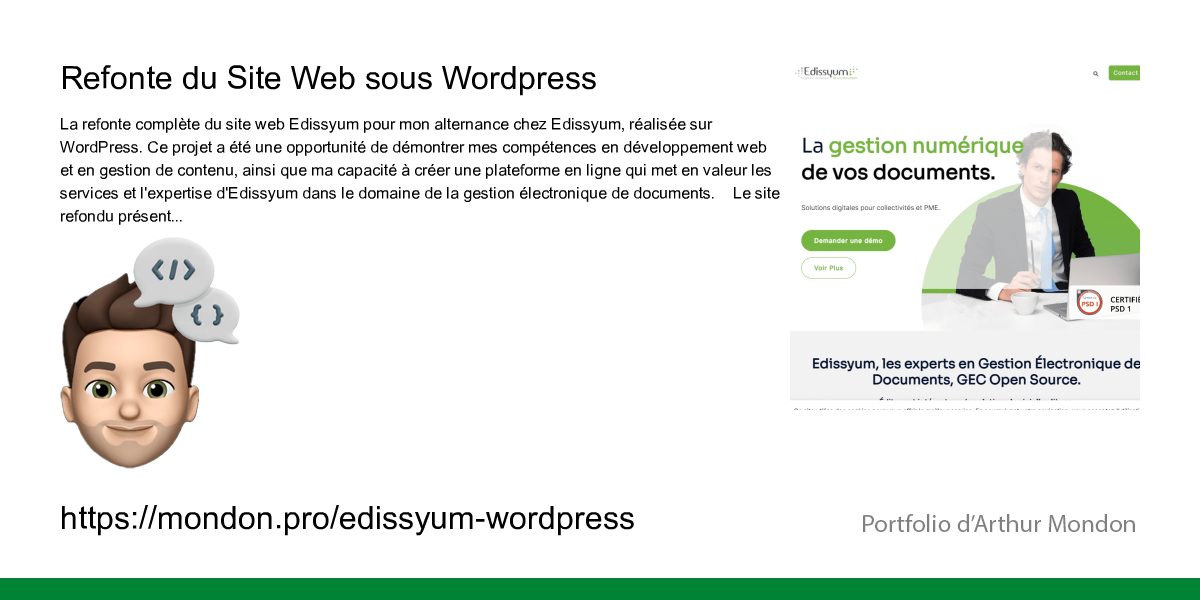 Refonte du Site Web sous Wordpress
La refonte complète du site web Edissyum pour mon alternance chez Edissyum, réalisée sur
WordPress. Ce projet a été une opportunité de démontrer mes compétences en développement web
et en gestion de contenu, ainsi que ma capacité à créer une plateforme en ligne qui met en valeur les
services et l'expertise d'Edissyum dans le domaine de la gestion électronique de documents. Le site
refondu présent...
</>
{ }
https://mondon.pro/edissyum-wordpress
Edissyum
Contact
La gestion numérique
de vos documents.
Solutions digitales pour collectivités et PME.
Demander une démo
Voir Plus
PSD I
CERTIFIÉ
PSD 1
Edissyum, les experts en Gestion Électronique de
Documents, GEC Open Source.
Portfolio d’Arthur Mondon